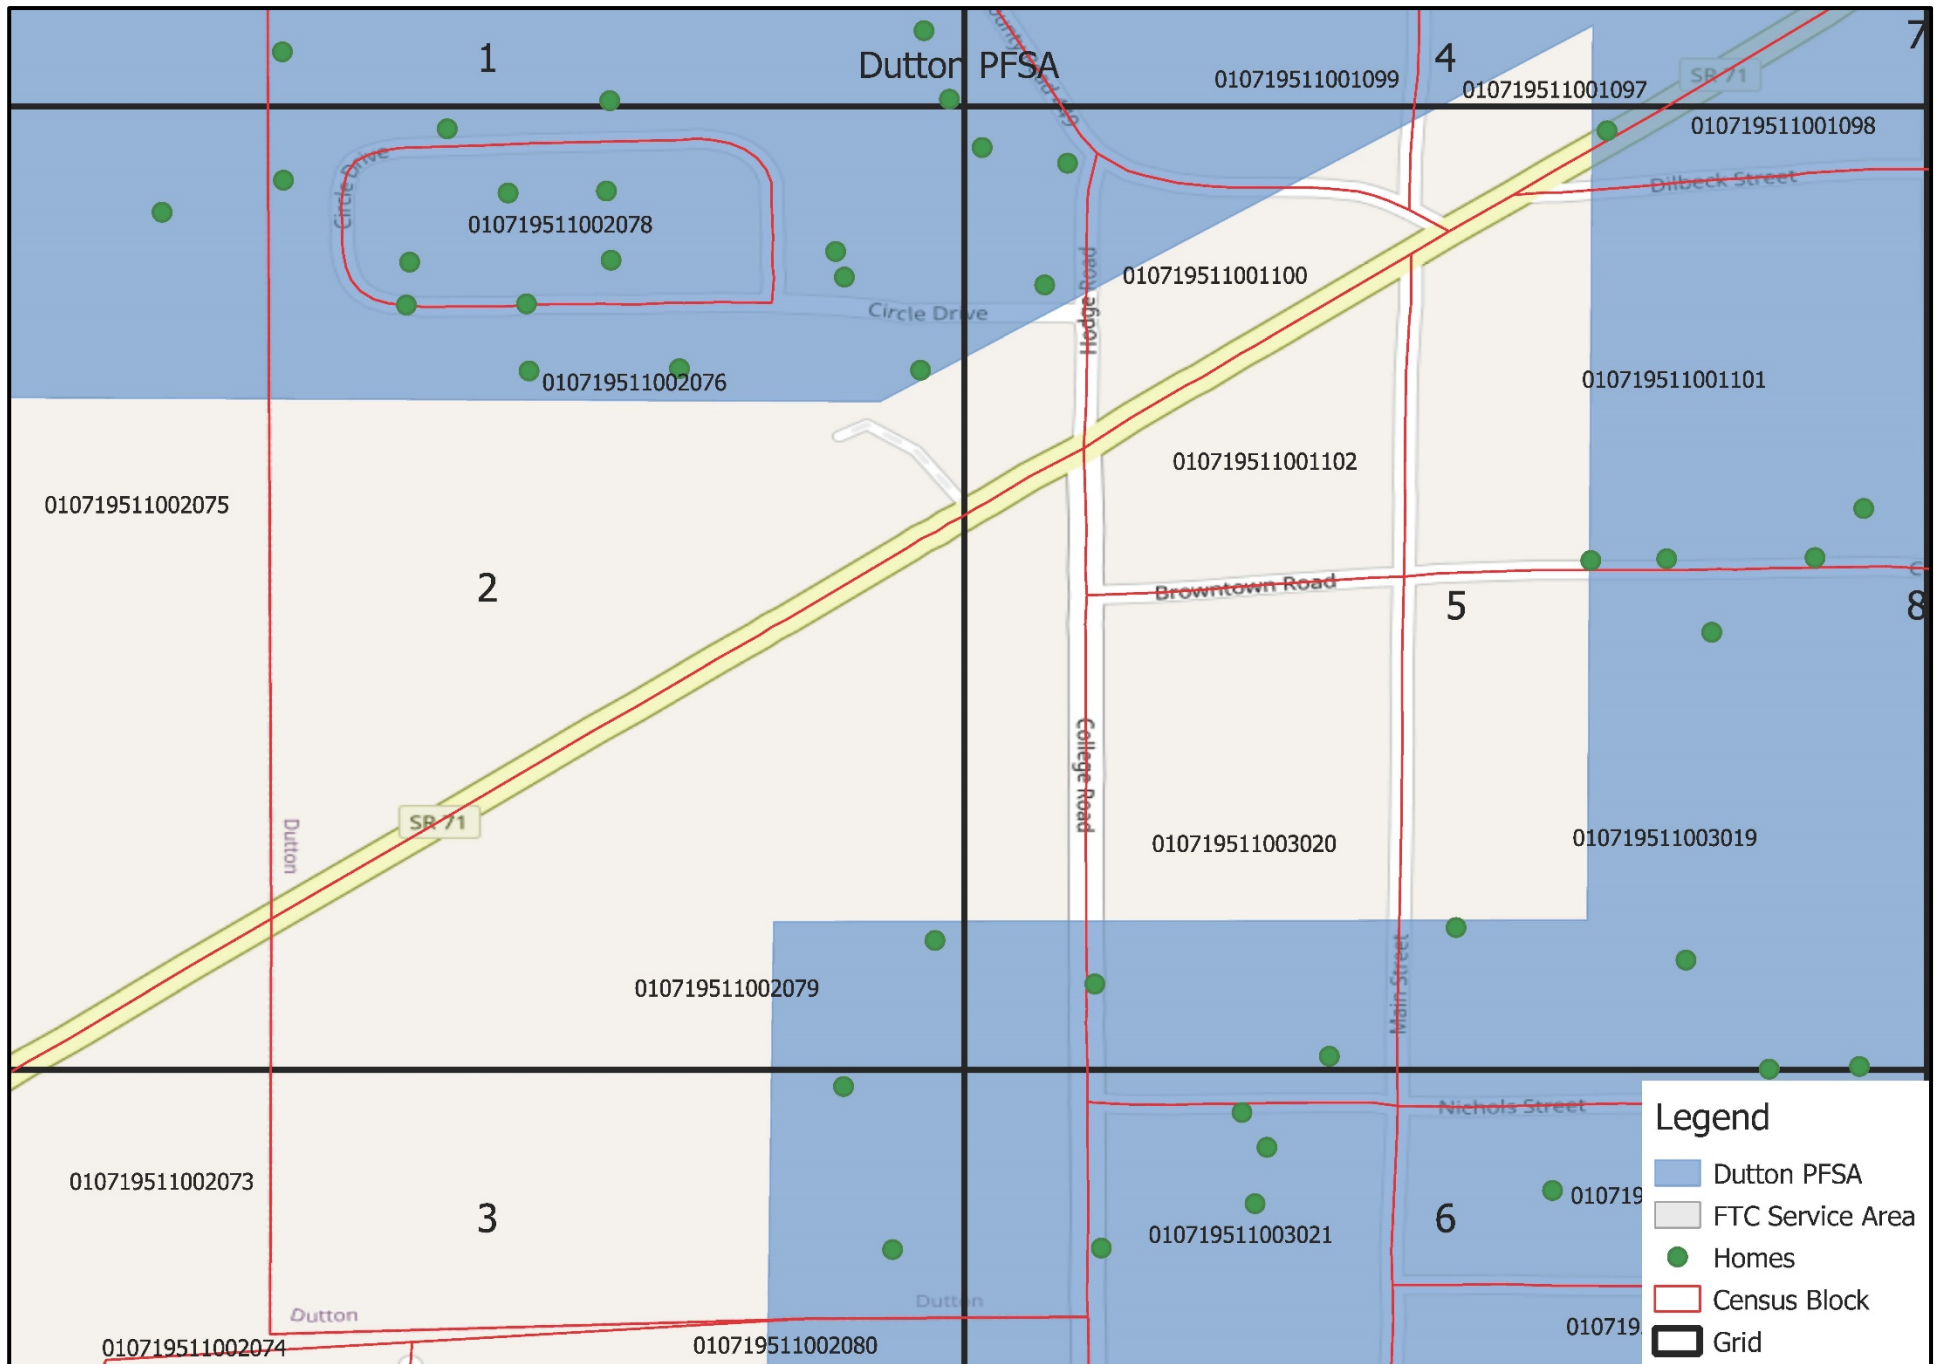 1
Dutton PFSA
4
7
010719511001099
SR 71
010719511001097
010719511001098
Circle Drive
Dilbeck Street
010719511002078
Hodge Road
010719511001100
Circle Drive
010719511002076
010719511001101
010719511001102
010719511002075
2
Browntown Road
C
5
8
College Road
SR 71
Dutton
010719511003020
010719511003019
010719511002079
Main Street
Nichols Street
010719511002073
3
010719511003021
6
010719
Dutton
Dutton
010719511002074
010719511002080
010719
Legend
Dutton PFSA
FTC Service Area
Homes
Census Block
Grid